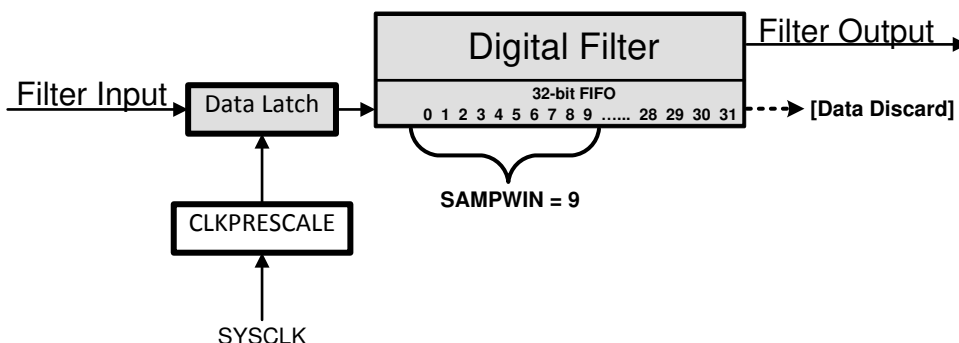 Digital Filter
Filter Output
Filter Input
Data Latch
32-bit FIFO
0 1 2 3 4 5 6 7 8 9 ...... 28 29 30 31
[Data Discard]
SAMPWIN = 9
CLKPRESCALE
SYSCLK